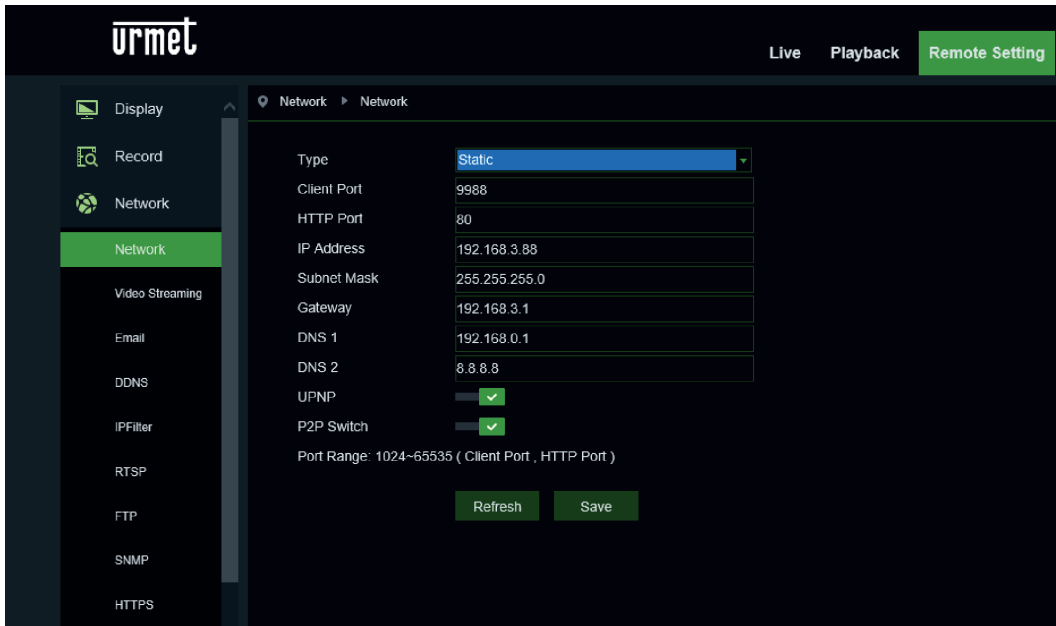 urmet
Live Playback Remote Setting
Display
Record
Network
Network
Video Streaming
Email
DDNS
IPFilter
RTSP
FTP
SNMP
HTTPS
Network Network
Type Static
Client Port 9988
HTTP Port 80
IP Address 192.168.3.88
Subnet Mask 255.255.255.0
Gateway 192.168.3.1
DNS 1 192.168.0.1
DNS 2 8.8.8.8
UPNP
P2P Switch
Port Range: 1024~65535 ( Client Port , HTTP Port )
Refresh Save